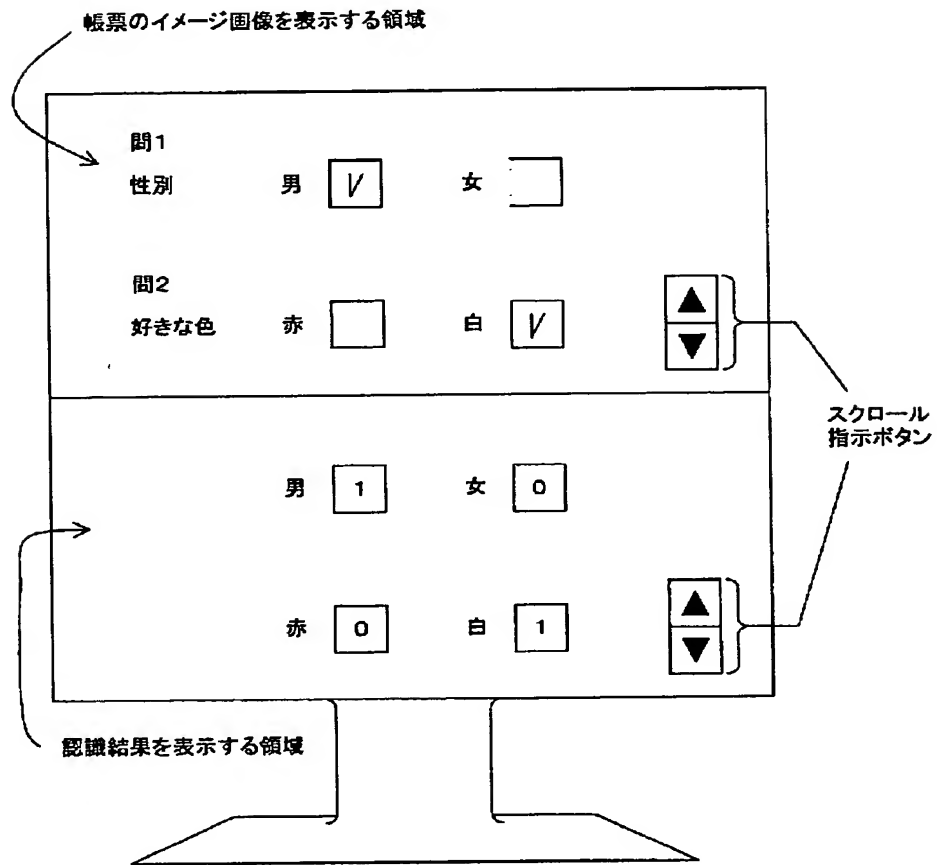 帳票のイメージ画像を表示する領域
問1
性別 男 V 女
問2
好きな色 赤 白 V
▲
▼
スクロール
指示ボタン
男 1 女 0
赤 0 白 1
▲
▼
認識結果を表示する領域